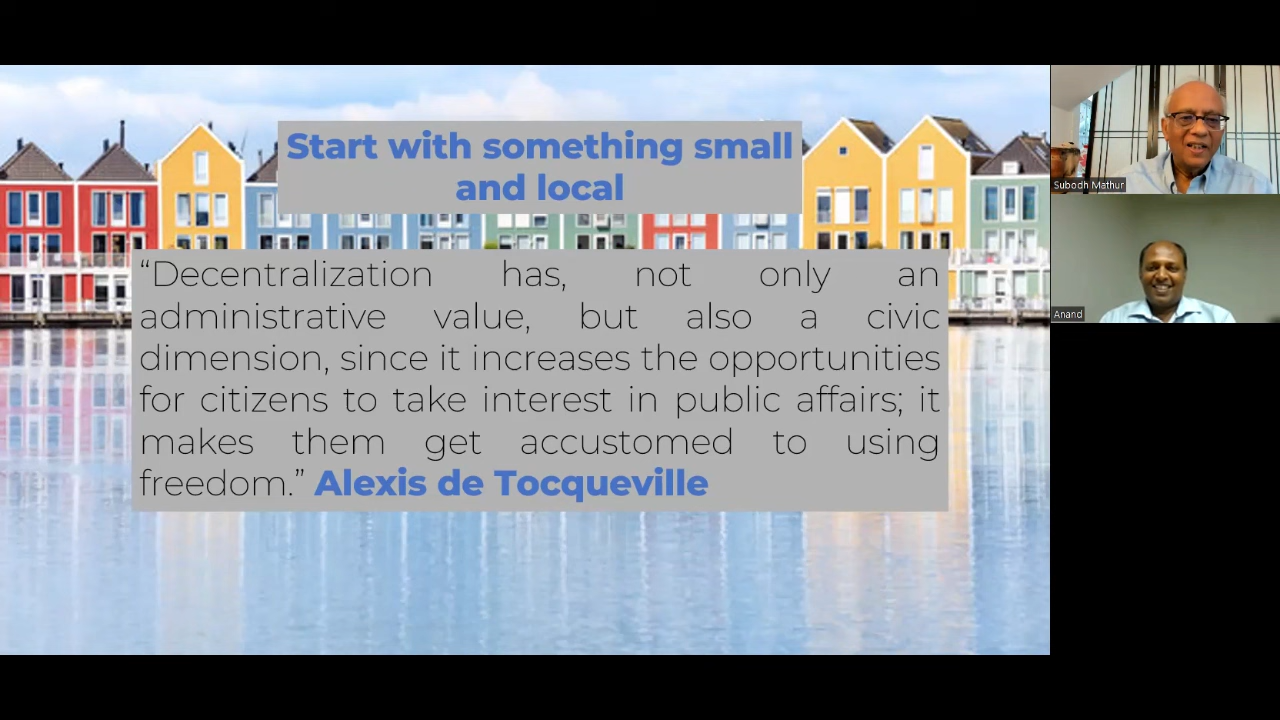 Start with something small
and local
“Decentralization has, not only an
administrative value, but also a civic
dimension, since it increases the opportunities
for citizens to take interest in public affairs; it
makes them get accustomed to using
freedom.” Alexis de Tocqueville
Subodh Mathur
Anand